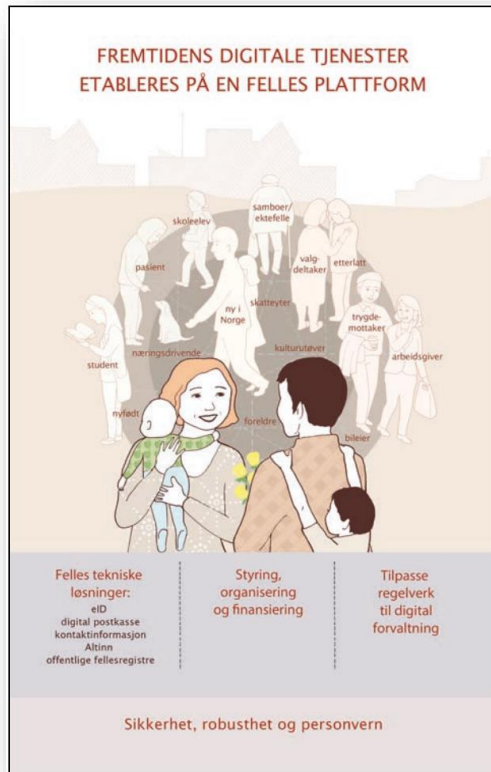 FREMTIDENS DIGITALE TJENESTER
ETABLERES PÅ EN FELLES PLATTFORM
samboer/
ektefelle
skoleelev
valg-
deltaker
etterlatt
pasient
skatteyter
ny i
Norge
trygde-
mottaker
næringsdrivende
kulturutøver
arbeidsgiver
student
nyfødt
foreldre
bileier
Felles tekniske
løsninger:
eID
digital postkasse
kontaktinformasjon
Altinn
offentlige fellesregistre
Styring,
organisering
og finansiering
Tilpasse
regelverk
til digital
forvaltning
Sikkerhet, robusthet og personvern